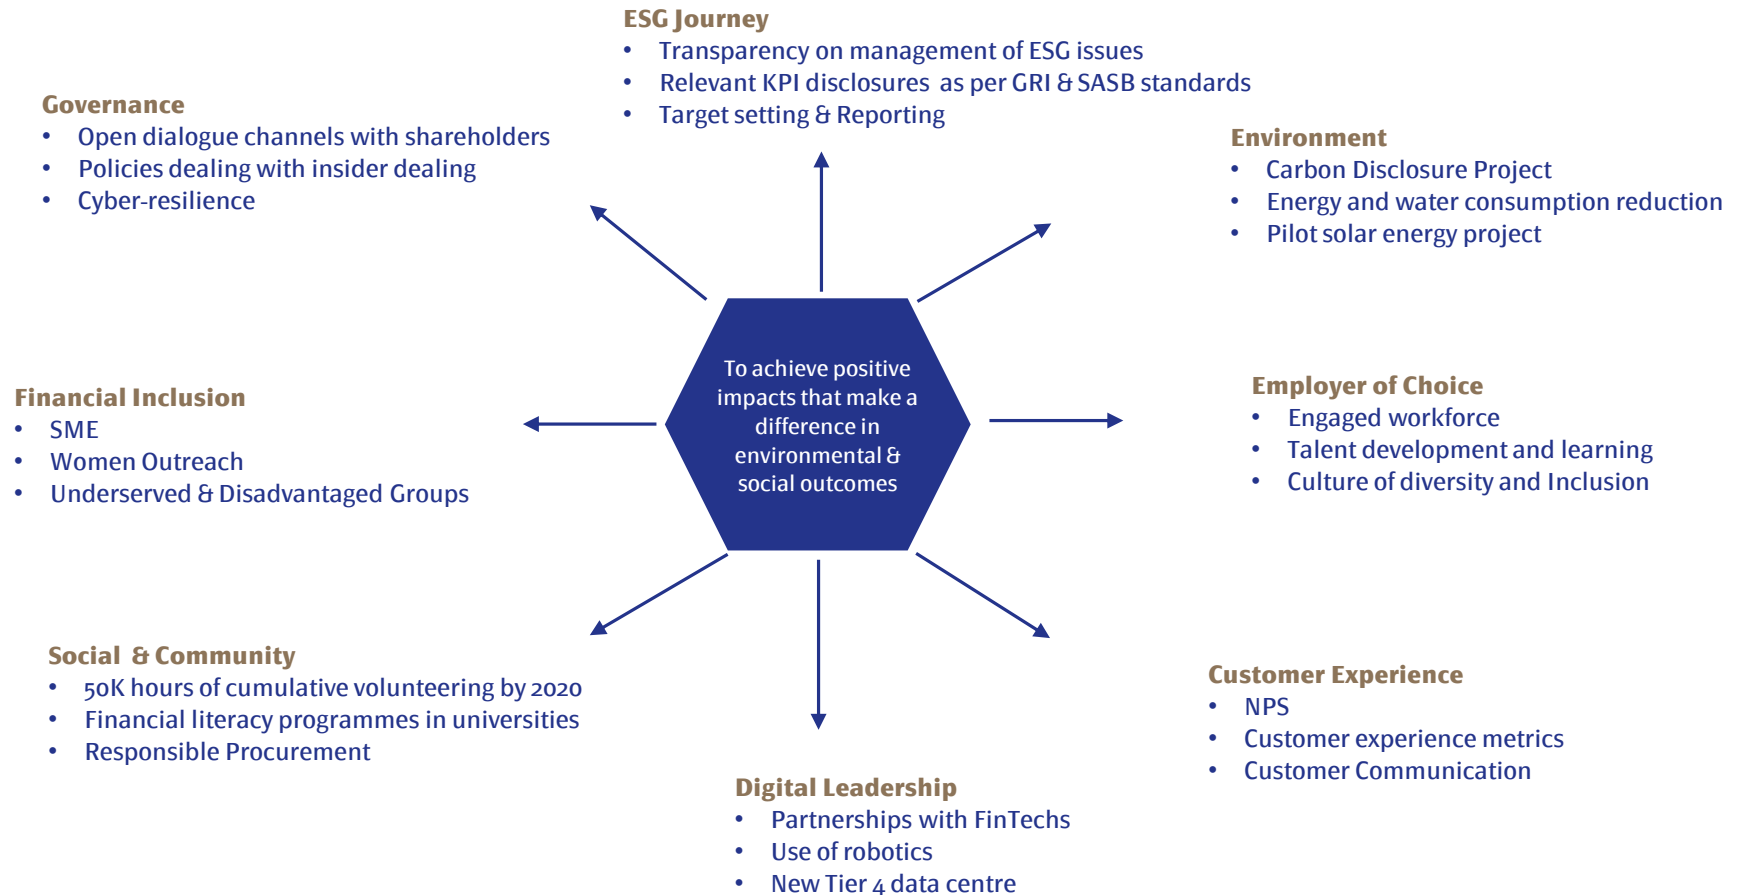 ESG Journey
• Transparency on management of ESG issues
• Relevant KPI disclosures as per GRI & SASB standards
• Target setting & Reporting
Governance
• Open dialogue channels with shareholders
• Policies dealing with insider dealing
• Cyber-resilience
Environment
• Carbon Disclosure Project
• Energy and water consumption reduction
• Pilot solar energy project
To achieve positive
impacts that make a
difference in
environmental &
social outcomes
Financial Inclusion
• SME
• Women Outreach
• Underserved & Disadvantaged Groups
Employer of Choice
• Engaged workforce
• Talent development and learning
• Culture of diversity and Inclusion
Social & Community
• 50K hours of cumulative volunteering by 2020
• Financial literacy programmes in universities
• Responsible Procurement
Customer Experience
• NPS
• Customer experience metrics
• Customer Communication
Digital Leadership
• Partnerships with FinTechs
• Use of robotics
• New Tier 4 data centre